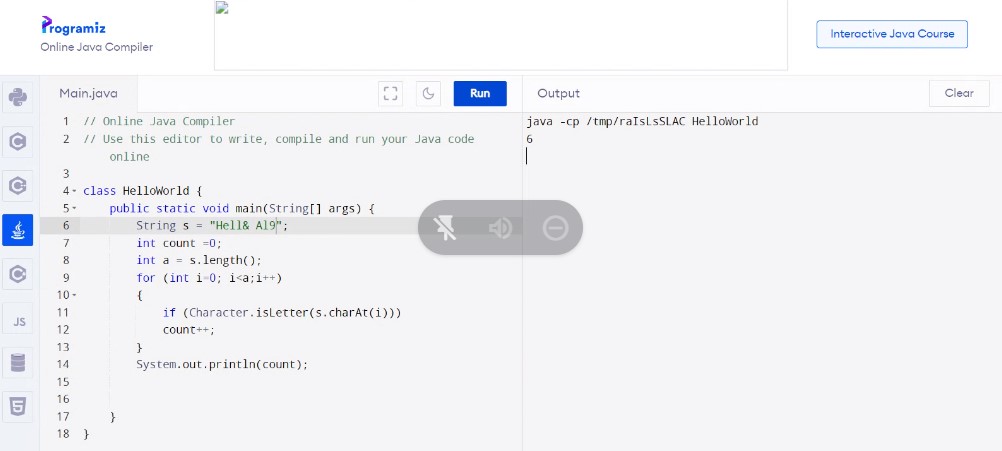 Programiz
Online Java Compiler
Interactive Java Course
Main.java
Run
Output
Clear
1 // Online Java Compiler
2 // Use this editor to write, compile and run your Java code
online
3
4 class HelloWorld {
5 public static void main(String[] args) {
6 String s = "Hell& Al9";
7 int count =0;
8 int a = s.length();
9 for (int i=0; i<a;i++)
10 {
11 if (Character.isLetter(s.charAt(i)))
12 count++;
13 }
14 System.out.println(count);
15
16
17 }
18 }
java -cp /tmp/raIsLsSLAC HelloWorld
6
JS